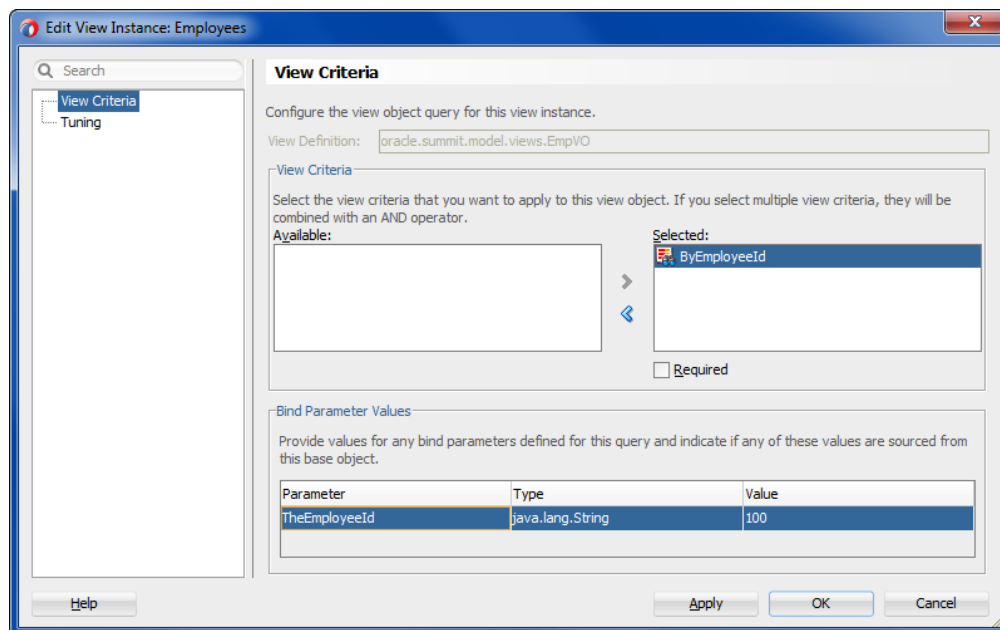 Edit View Instance: Employees
Search
View Criteria
Tuning
View Criteria
Configure the view object query for this view instance.
View Definition: oracle.summit.model.views.EmpVO
View Criteria
Select the view criteria that you want to apply to this view object. If you select multiple view criteria, they will be
combined with an AND operator.
Available:
Selected:
ByEmployeeId
Required
Bind Parameter Values
Provide values for any bind parameters defined for this query and indicate if any of these values are sourced from
this base object.
Parameter Type Value
TheEmployeeId java.lang.String 100
Help Apply OK Cancel